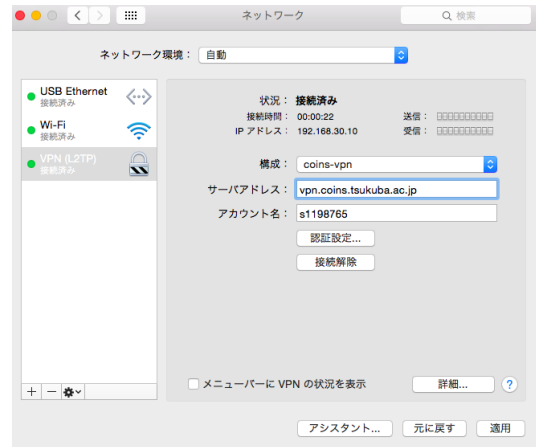 ネットワーク
検索
ネットワーク環境： 自動
USB Ethernet
接続済み
Wi-Fi
接続済み
VPN (L2TP)
接続済み
状況： 接続済み
接続時間： 00:00:22 送信：
IP アドレス： 192.168.30.10 受信：
構成： coins-vpn
サーバアドレス： vpn.coins.tsukuba.ac.jp
アカウント名： s1198765
認証設定...
接続解除
メニューバーに VPN の状況を表示 詳細... ?
アシスタント... 元に戻す 適用